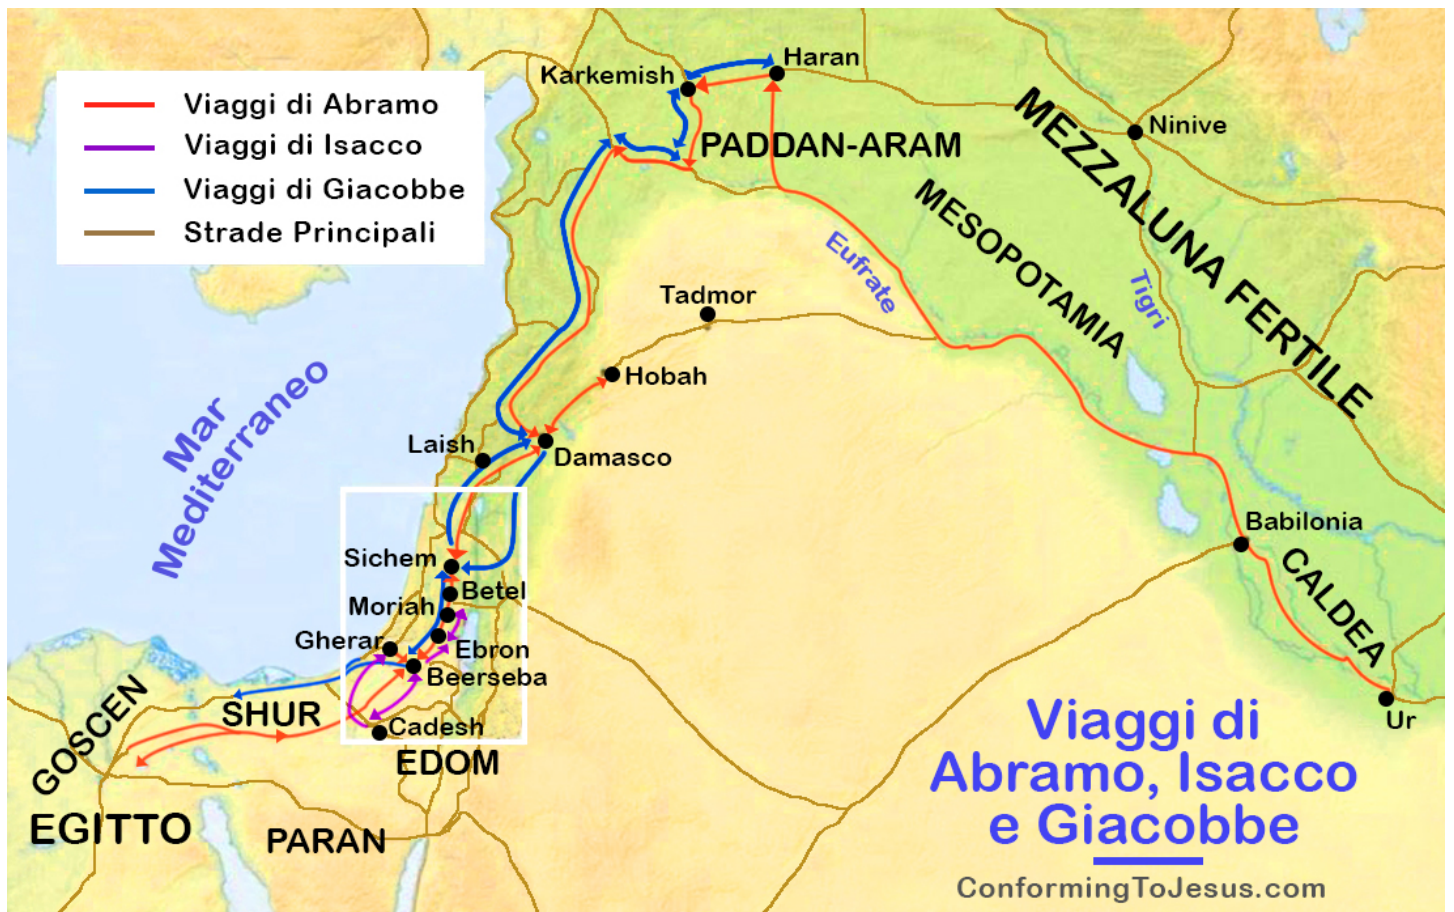 Viaggi di Abramo
Viaggi di Isacco
Viaggi di Giacobbe
Strade Principali
Karkemish
Haran
PADDAN-ARAM
Ninive
MEZZALUNA FERTILE
MESOPOTAMIA
Eufrate
Tigri
Tadmor
Hobah
Mar
Mediterraneo
Laish
Damasco
Sichem
Betel
Moriah
Gherar
Ebron
Beerseba
Cadesh
Babilonia
CALDEA
Ur
GOSCEN
SHUR
EDOM
EGITTO
PARAN
Viaggi di
Abramo, Isacco
e Giacobbe
ConformingToJesus.com